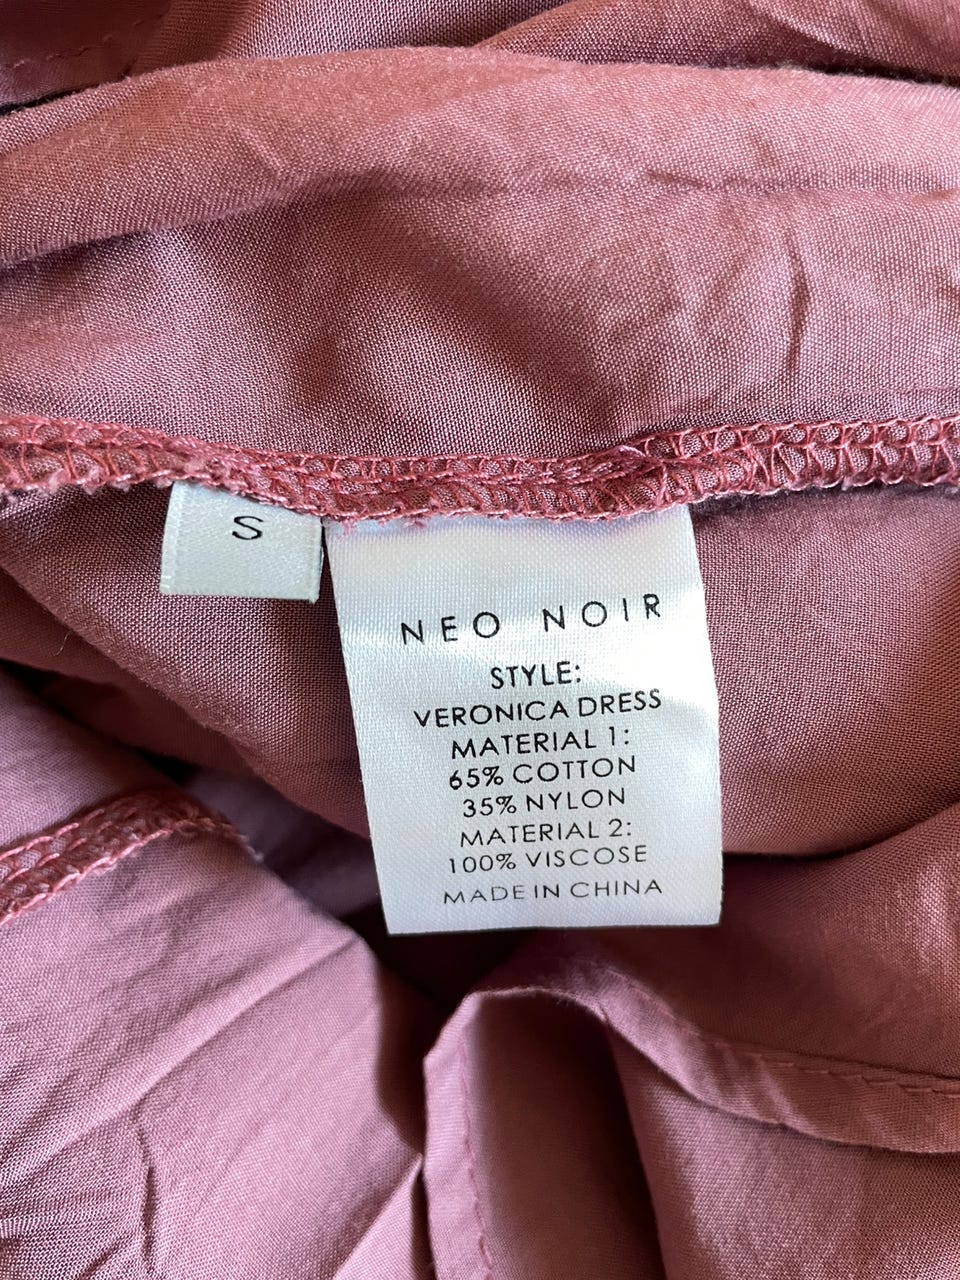 S
NEO NOIR
STYLE:
VERONICA DRESS
MATERIAL 1:
65% COTTON
35% NYLON
MATERIAL 2:
100% VISCOSE
MADE IN CHINA